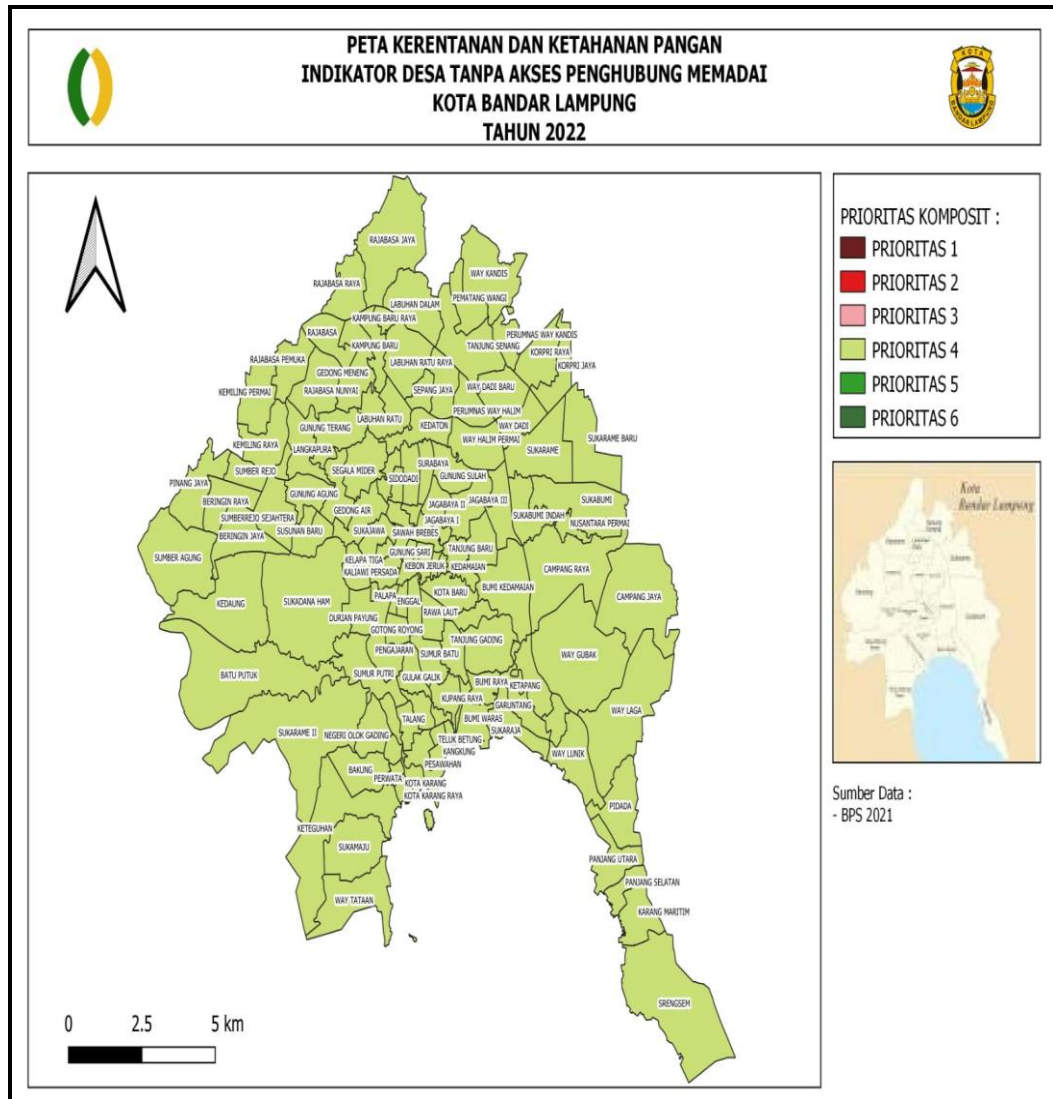 PETA KERENTANAN DAN KETAHANAN PANGAN
INDIKATOR DESA TANPA AKSES PENGHUBUNG MEMADAI
KOTA BANDAR LAMPUNG
TAHUN 2022
KOTA
BANDAR LAMPUNG
RAJABASA JAYA
WAY KANDIS
RAJABASA RAYA
PEMATANG WANGI
LABUHAN DALAM
KAMPUNG BARU RAYA
RAJABASA
PERUMNAS WAY KANDIS
KAMPUNG BARU
TANJUNG SENANG
KORPRI RAYA
RAJABASA PEMUKA
LABUHAN RATU RAYA
KORPRI JAYA
GEDONG MENENG
KEMILING PERMAI
RAJABASA NUNYAI
SEPANG JAYA
WAY DADI BARU
PERUMNAS WAY HALIM
LABUHAN RATU
GUNUNG TERANG
KEDATON
WAY DADI
WAY HALIM PERMAI
SUKARAME BARU
KEMILING RAYA
LANGKAPURA
SUKARAME
SURABAYA
SUMBER REJO
SEGALA MIDER
SIDODADI
GUNUNG SULAH
PINANG JAYA
GUNUNG AGUNG
BERINGIN RAYA
JAGABAYA II
JAGABAYA III
SUKABUMI
GEDONG AIR
SUMBERREJO SEJAHTERA
JAGABAYA I
SUKABUMI INDAH
NUSANTARA PERMAI
SUSUNAN BARU
SUKAJAWA
SAWAH BREBES
BERINGIN JAYA
GUNUNG SARI
TANJUNG BARU
SUMBER AGUNG
KELAPA TIGA
KEBON JERUK
KEDAMAIAN
CAMPANG RAYA
KALIAWI PERSADA
CAMPANG JAYA
BUMI KEDAMAIAN
KEDAUNG
SUKADANA HAM
PALAPA
ENGGAL
KOTA BARU
RAWA LAUT
DURIAN PAYUNG
GOTONG ROYONG
TANJUNG GADING
PENGAJARAN
SUMUR BATU
WAY GUBAK
BATU PUTUK
SUMUR PUTRI
GULAK GALIK
BUMI RAYA
KETAPANG
KUPANG RAYA
GARUNTANG
WAY LAGA
TALANG
BUMI WARAS
SUKARAJA
SUKARAME II
NEGERI OLOK GADING
TELUK BETUNG
KANGKUNG
WAY LUNIK
BAKUNG
PESAWAHAN
PERWATA
KOTA KARANG
KOTA KARANG RAYA
PIDADA
KETEGUHAN
SUKAMAJU
PANJANG UTARA
PANJANG SELATAN
WAY TATAAN
KARANG MARITIM
SRENGSEM
0 2.5 5 km
PRIORITAS KOMPOSIT :
PRIORITAS 1
PRIORITAS 2
PRIORITAS 3
PRIORITAS 4
PRIORITAS 5
PRIORITAS 6
Kota
Bandar Lampung
Sumber Data :
- BPS 2021